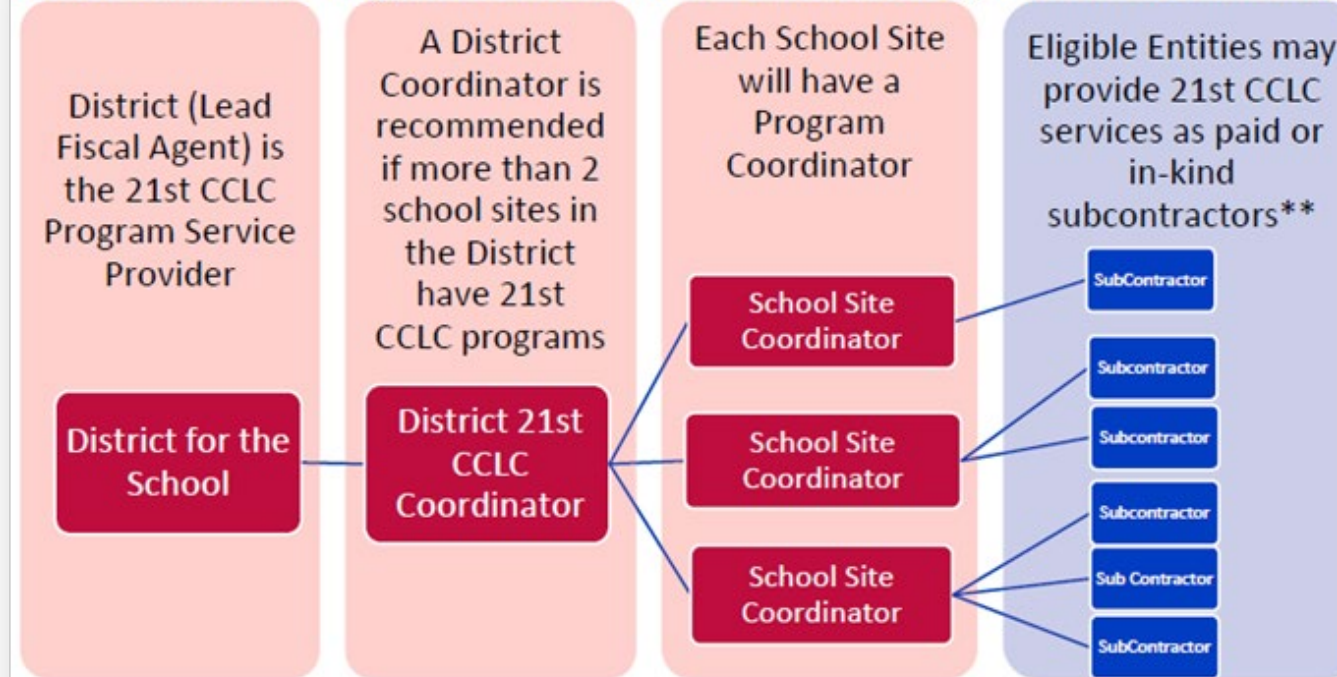 District (Lead
Fiscal Agent) is
the 21st CCLC
Program Service
Provider
District for the
School
A District
Coordinator is
recommended
if more than 2
school sites in
the District
have 21st
CCLC programs
District 21st
CCLC
Coordinator
Each School Site
will have a
Program
Coordinator
School Site
Coordinator
School Site
Coordinator
School Site
Coordinator
Eligible Entities may
provide 21st CCLC
services as paid or
in-kind
subcontractors**
SubContractor
Subcontractor
Subcontractor
Subcontractor
Sub Contractor
SubContractor